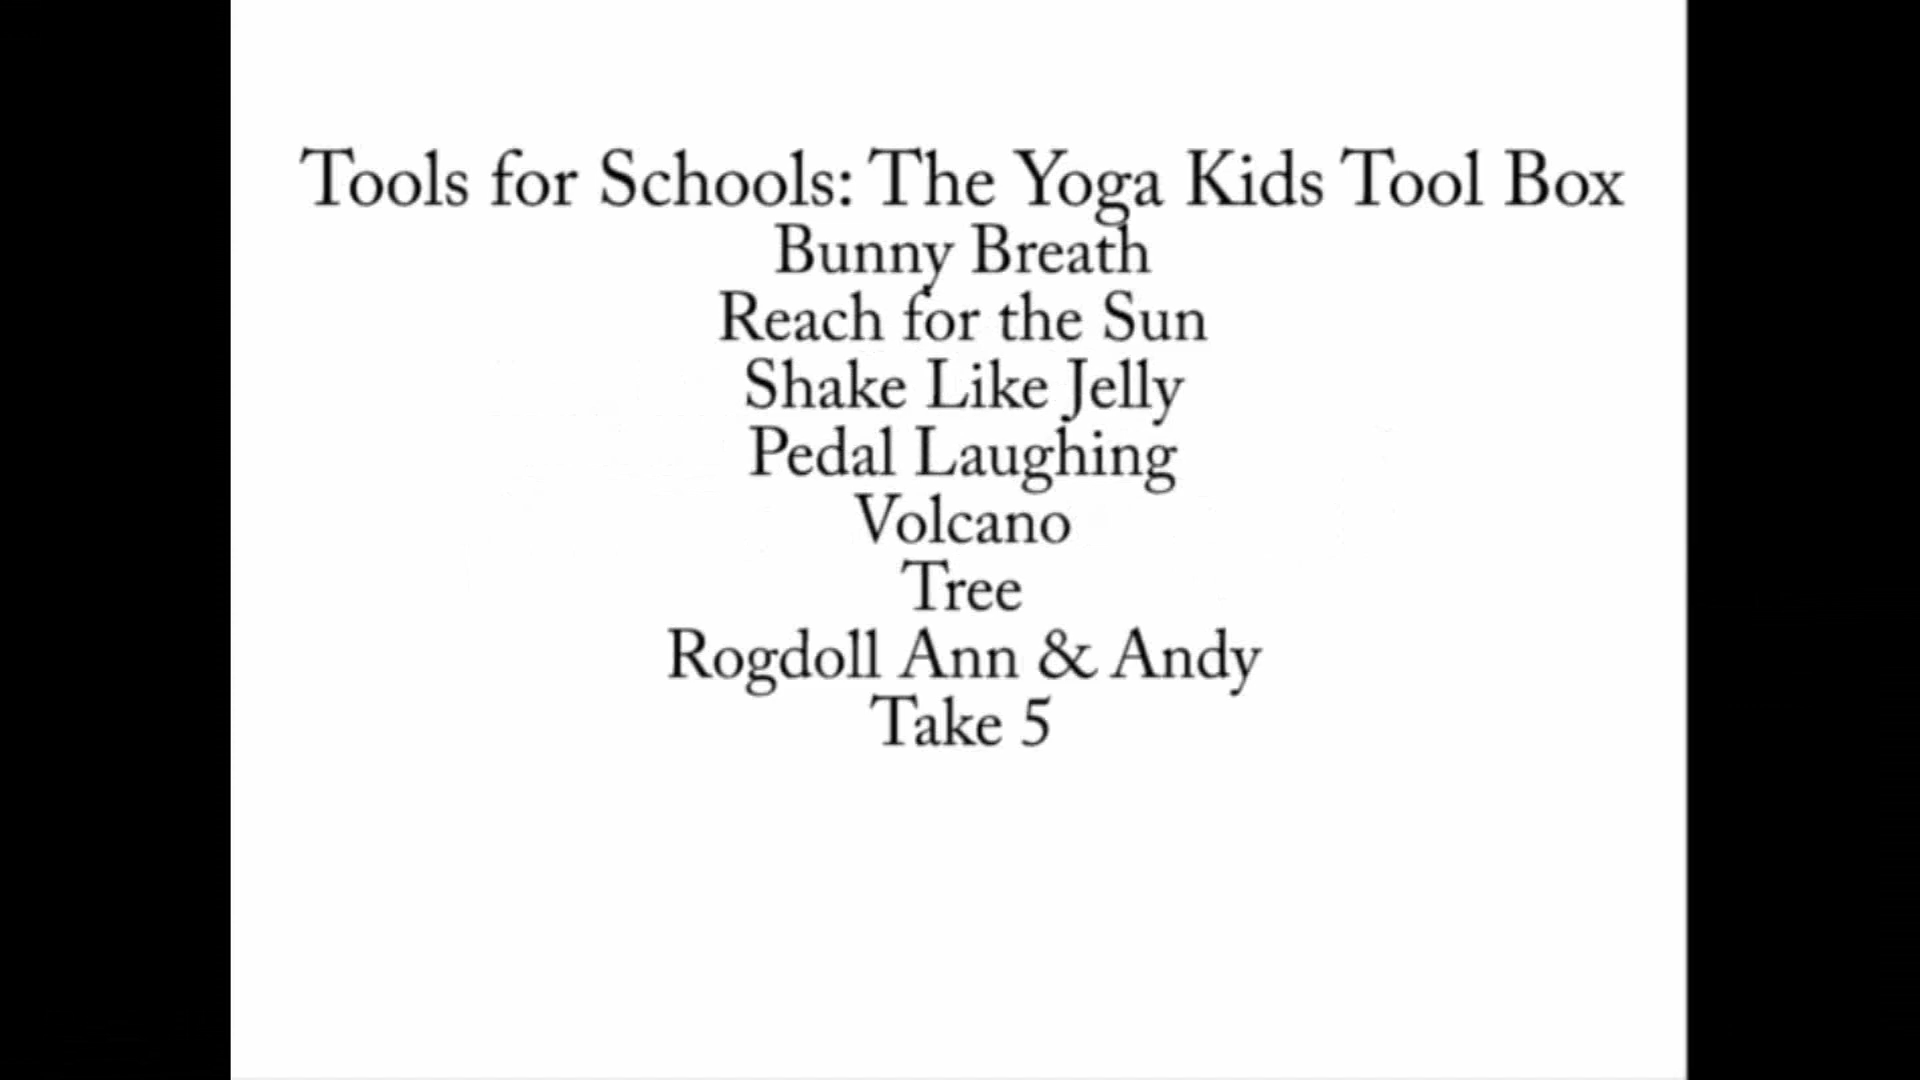 Tools for Schools: The Yoga Kids Tool Box
Bunny Breath
Reach for the Sun
Shake Like Jelly
Pedal Laughing
Volcano
Tree
Rogdoll Ann & Andy
Take 5